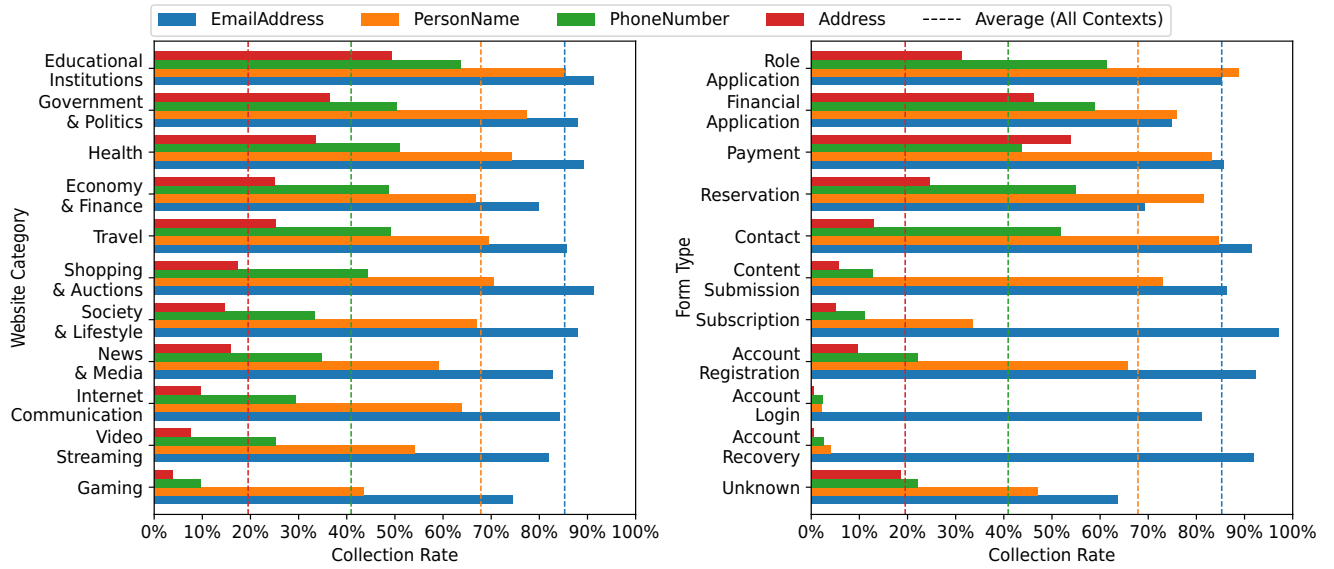 EmailAddress PersonName PhoneNumber Address Average (All Contexts)
Website Category
Educational
Institutions
Government
& Politics
Health
Economy
& Finance
Travel
Shopping
& Auctions
Society
& Lifestyle
News
& Media
Internet
Communication
Video
Streaming
Gaming
0% 10% 20% 30% 40% 50% 60% 70% 80% 90% 100%
Collection Rate
Form Type
Role
Application
Financial
Application
Payment
Reservation
Contact
Content
Submission
Subscription
Account
Registration
Account
Login
Account
Recovery
Unknown
0% 10% 20% 30% 40% 50% 60% 70% 80% 90% 100%
Collection Rate